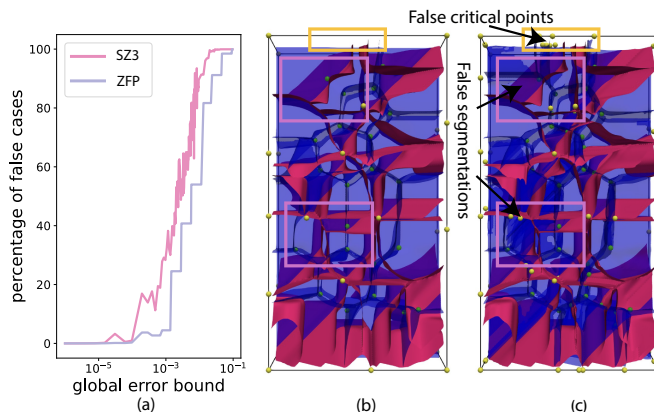 False critical points
100
SZ3
ZFP
80
60
40
20
0
percentage of false cases
10⁻⁵
10⁻³
10⁻¹
global error bound
False segmentations
(a)
(b)
(c)